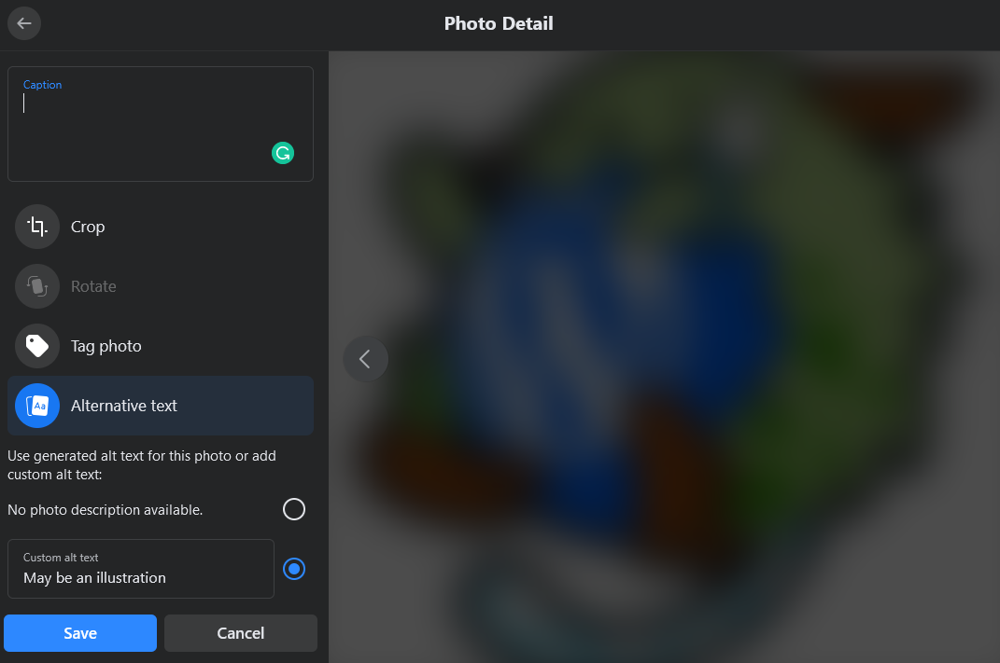 Photo Detail
Caption
Crop
Rotate
Tag photo
Aa
Alternative text
Use generated alt text for this photo or add
custom alt text:
No photo description available.
Custom alt text
May be an illustration
Save
Cancel